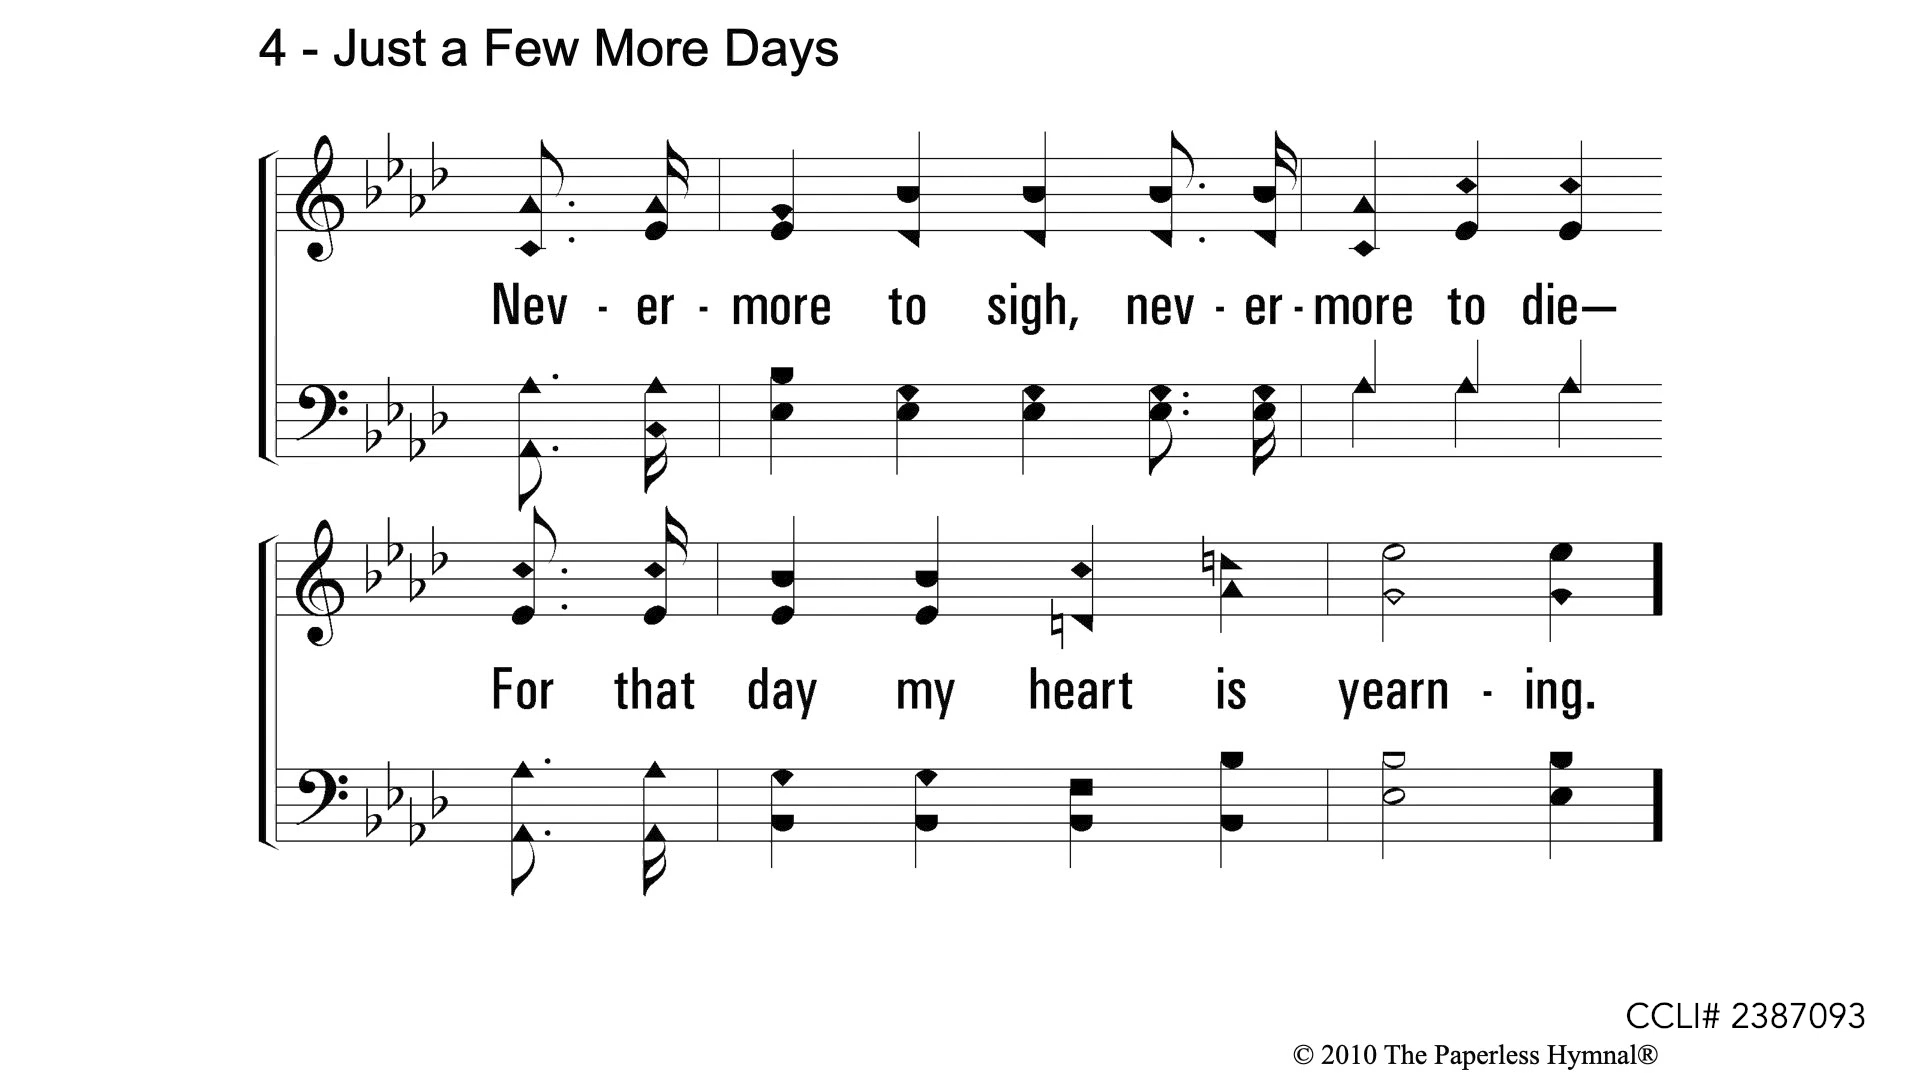 4 - Just a Few More Days
Nev - er - more to sigh, nev - er - more to die—
For that day my heart is yearn - ing.
CCLI# 2387093
© 2010 The Paperless Hymnal®